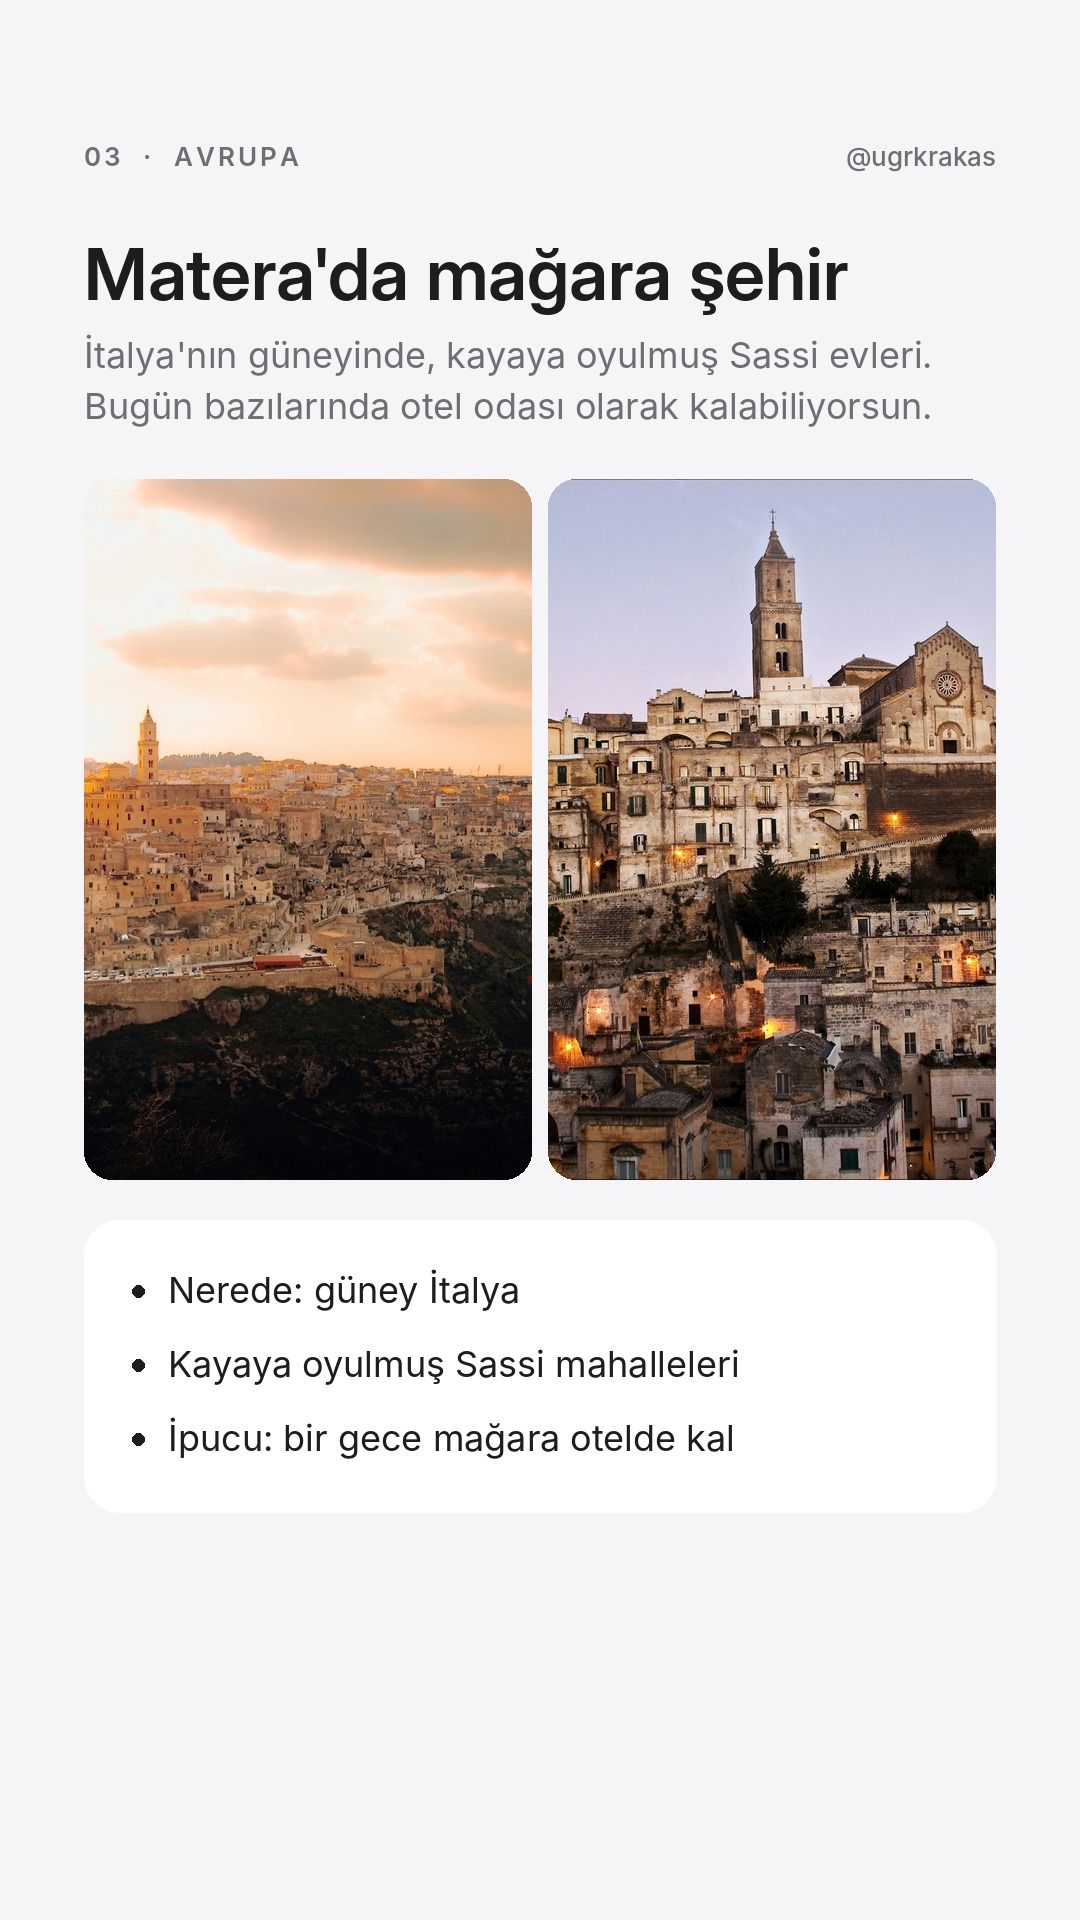 03 · AVRUPA
@ugrkrakas
Matera'da mağara şehir
İtalya'nın güneyinde, kayaya oyulmuş Sassi evleri.
Bugün bazılarında otel odası olarak kalabiliyorsun.
• Nerede: güney İtalya
• Kayaya oyulmuş Sassi mahalleleri
• İpucu: bir gece mağara otelde kal